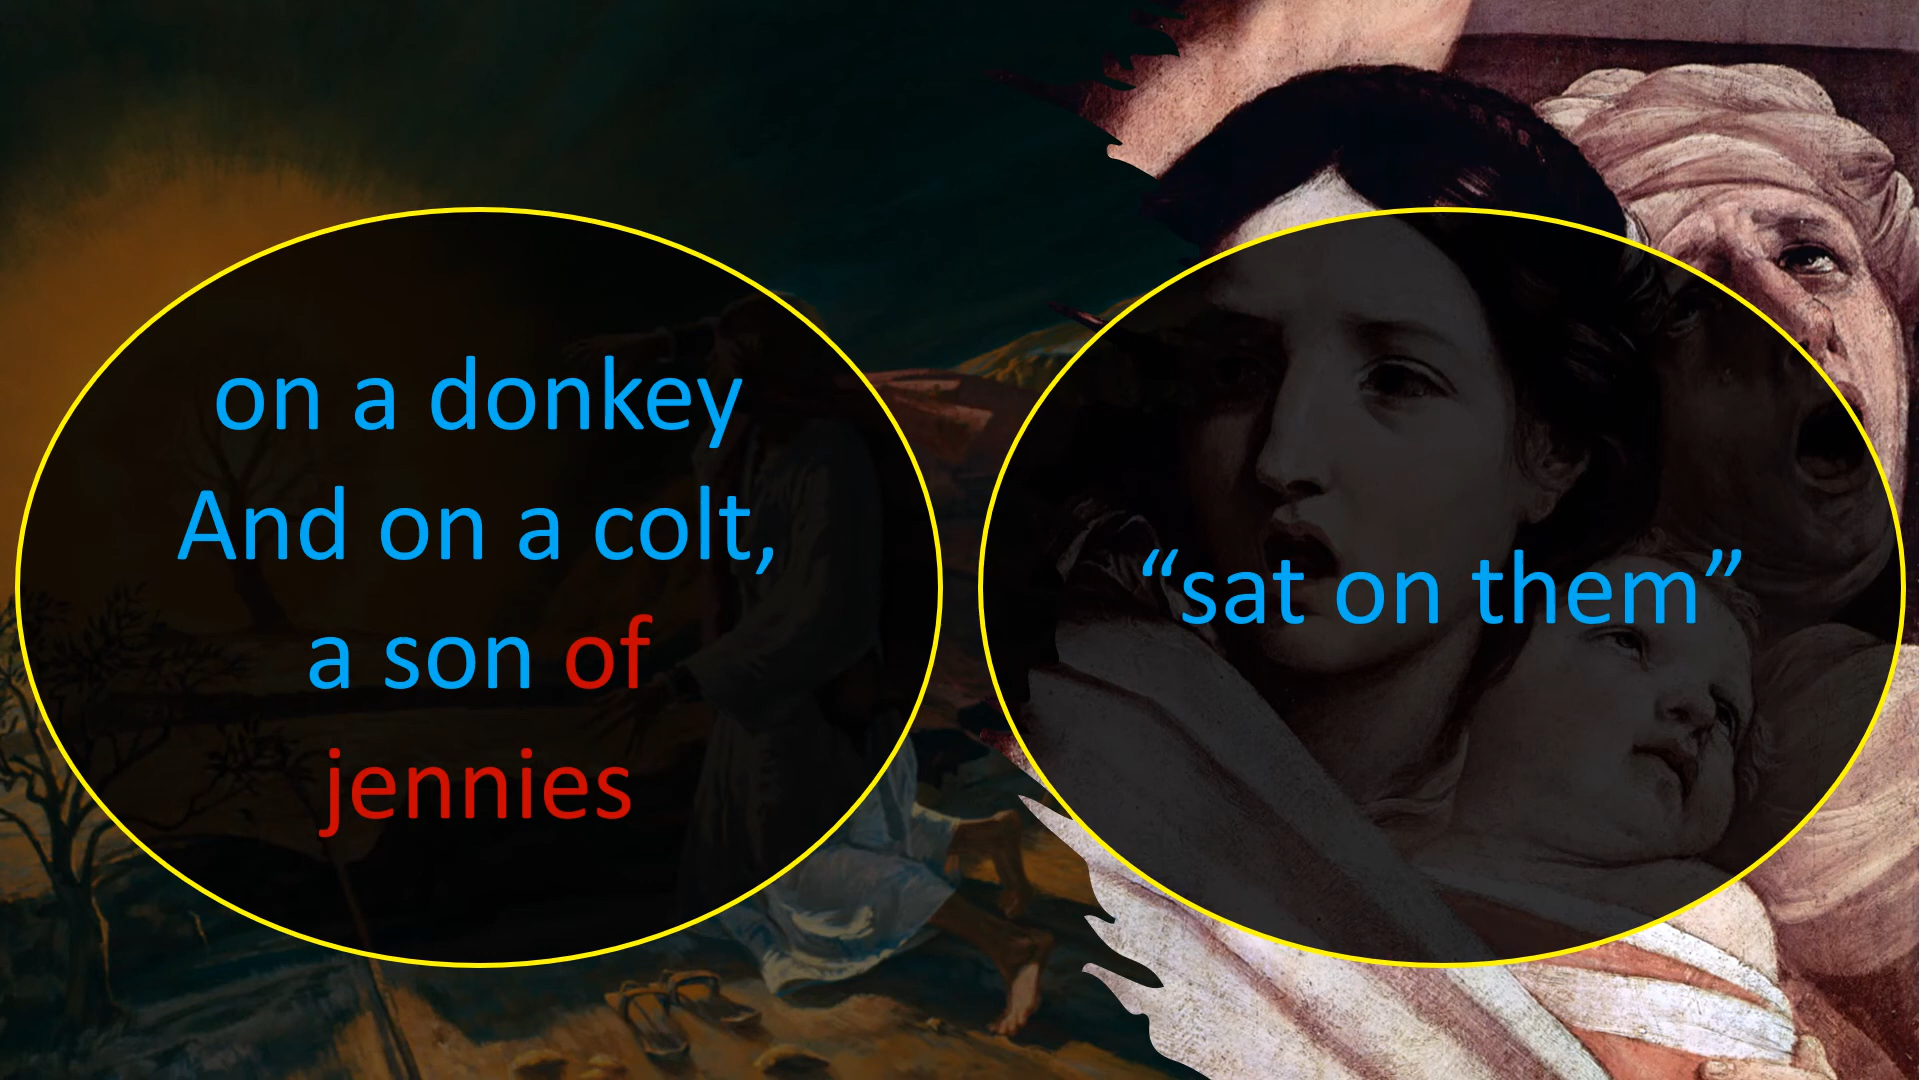 on a donkey
And on a colt,
a son of
jennies
“sat on them”